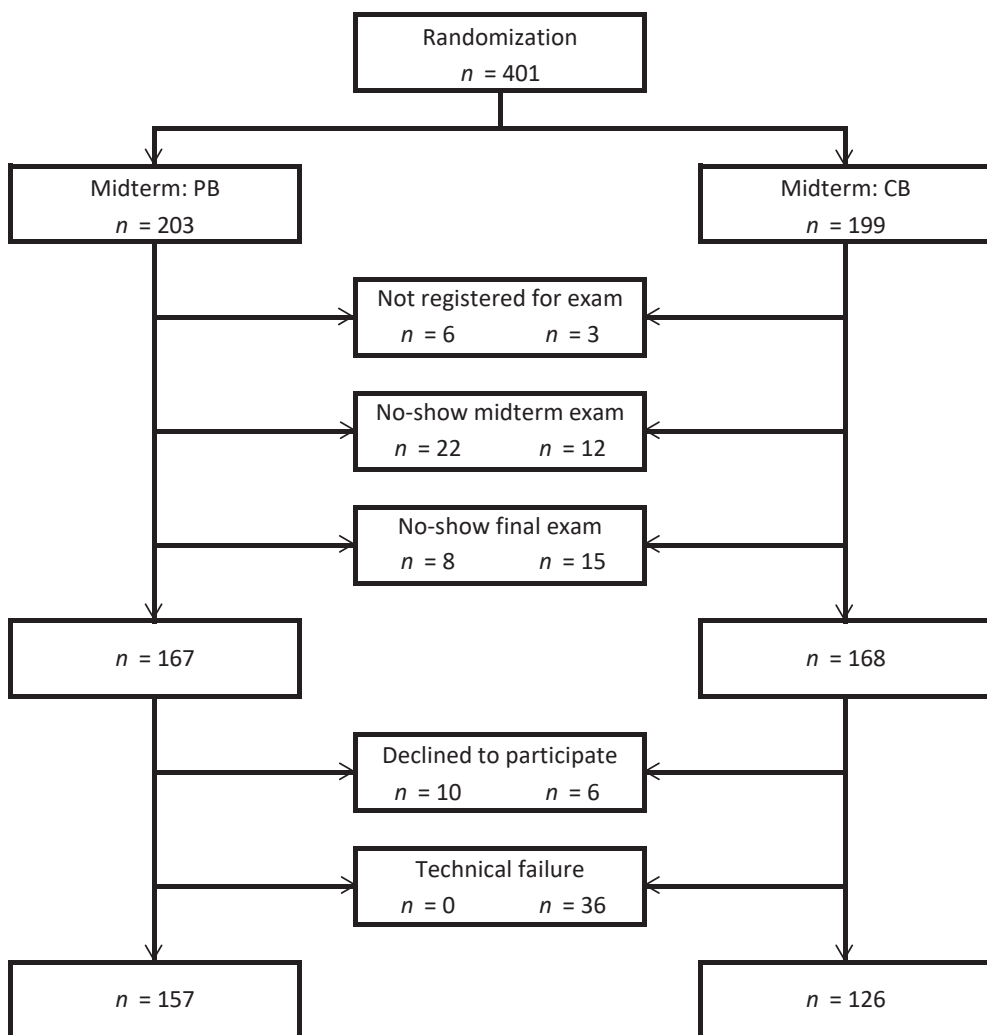 Randomization
n = 401
Midterm: PB
n = 203
Midterm: CB
n = 199
Not registered for exam
n = 6 n = 3
No-show midterm exam
n = 22 n = 12
No-show final exam
n = 8 n = 15
n = 167
n = 168
Declined to participate
n = 10 n = 6
Technical failure
n = 0 n = 36
n = 157
n = 126